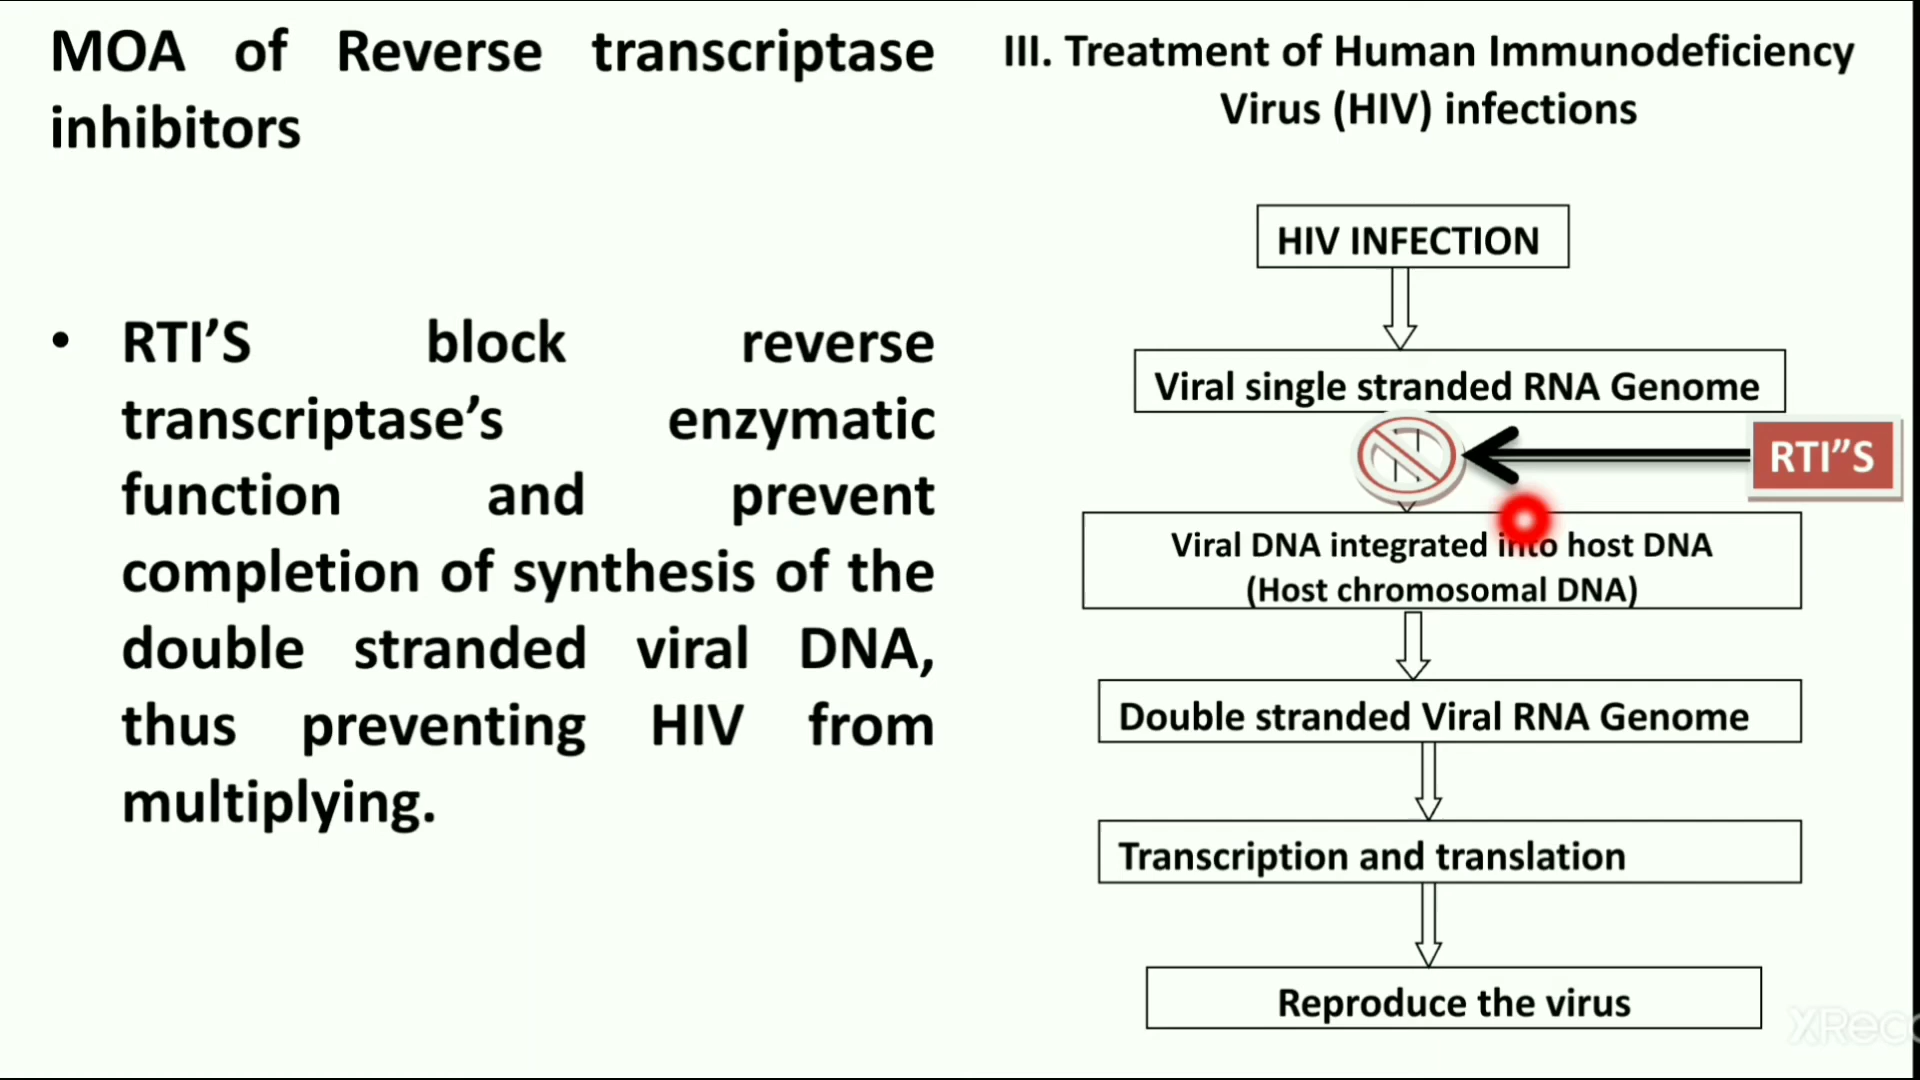 MOA of Reverse transcriptase
inhibitors
• RTI’S block reverse
transcriptase’s enzymatic
function and prevent
completion of synthesis of the
double stranded viral DNA,
thus preventing HIV from
multiplying.
III. Treatment of Human Immunodeficiency
Virus (HIV) infections
HIV INFECTION
Viral single stranded RNA Genome
RTI”S
Viral DNA integrated into host DNA
(Host chromosomal DNA)
Double stranded Viral RNA Genome
Transcription and translation
Reproduce the virus